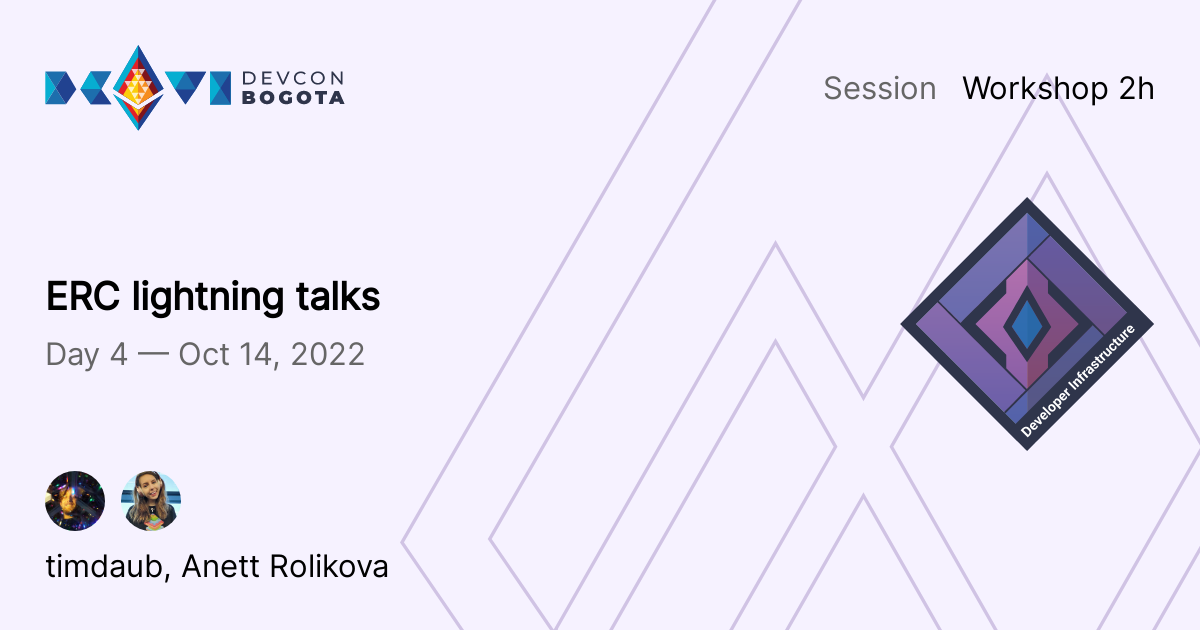 DEVCON
BOGOTA
Session Workshop 2h
ERC lightning talks
Day 4 — Oct 14, 2022
Developer Infrastructure
timdaub, Anett Rolikova